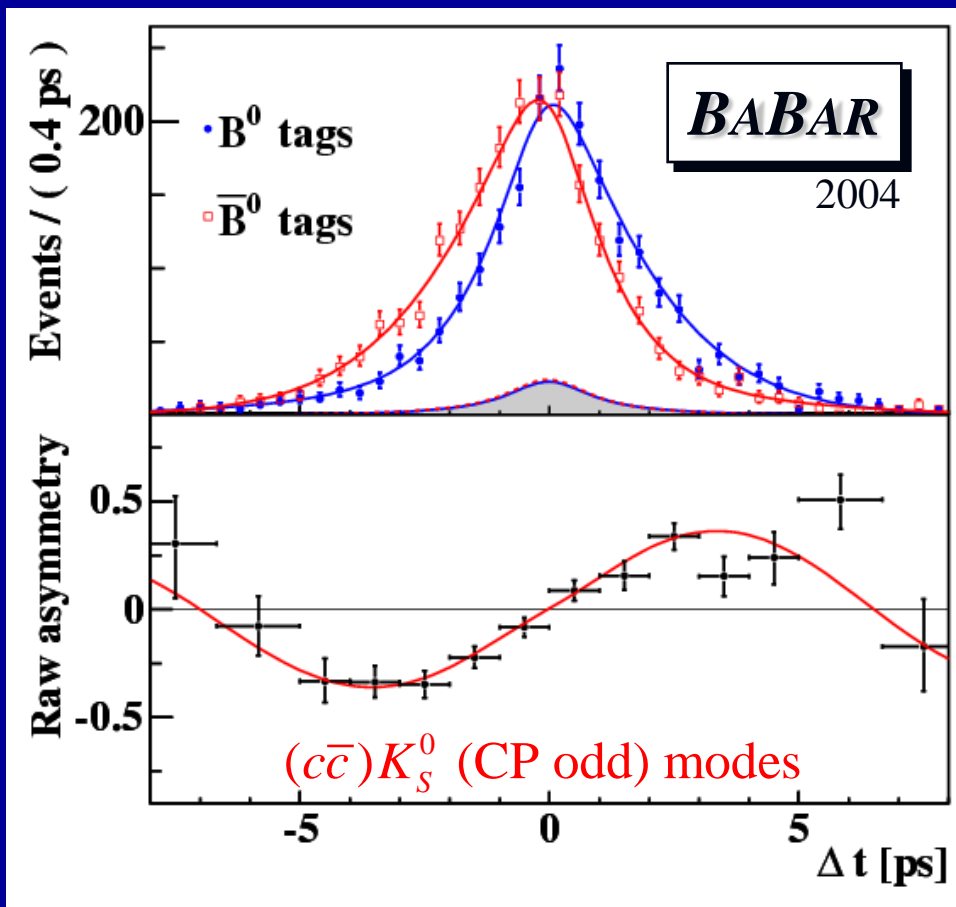 Events / ( 0.4 ps )
200
B⁰ tags
B̅⁰ tags
BABAR
2004
Raw asymmetry
0.5
0
-0.5
(cc̅)K⁰_S (CP odd) modes
-5 0 5
Δ t [ps]